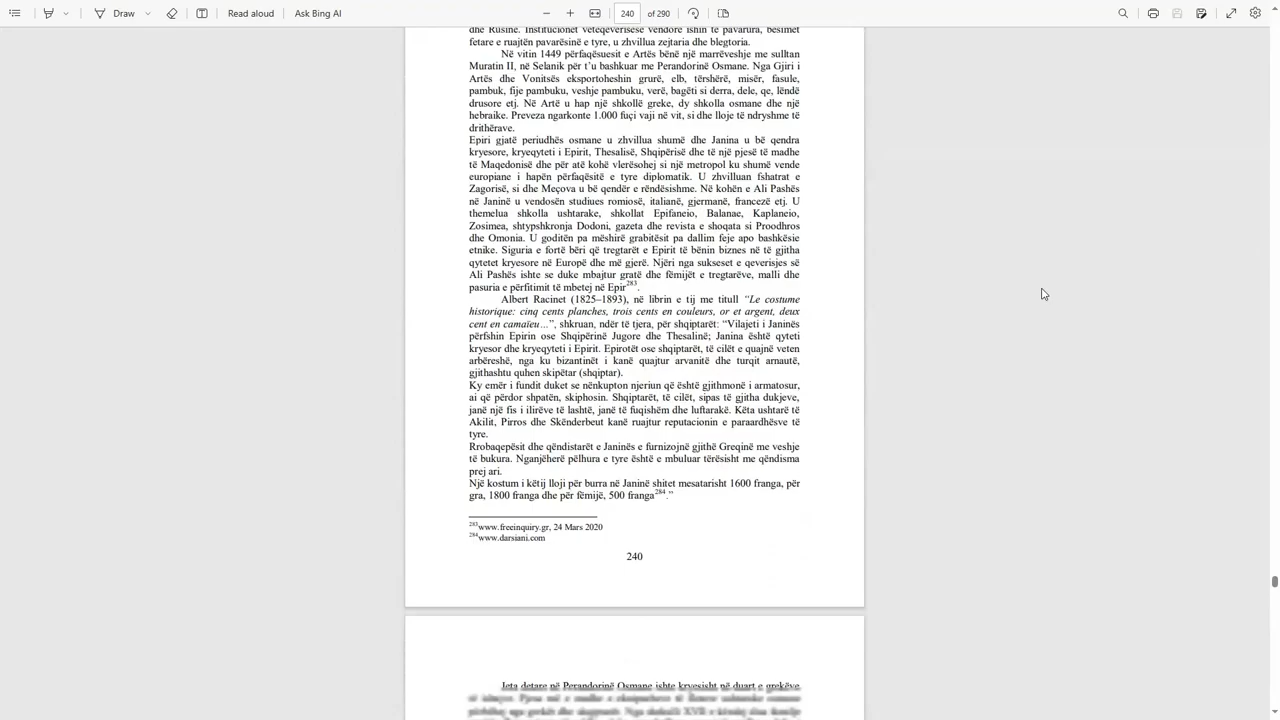 Draw
Read aloud
Ask Bing AI
240
of 290
dhe Rusinë. Institucionet vetëqeverisëse vendore ishin të pavarura, besimet
fetare e ruajtën pavarësinë e tyre, u zhvillua zejtaria dhe blegtoria.
Në vitin 1449 përfaqësuesit e Artës bënë një marrëveshje me sulltan
Muratin II, në Selanik për t’u bashkuar me Perandorinë Osmane. Nga Gjiri i
Artës dhe Vonitsës eksportoheshin grurë, elb, tërshërë, misër, fasule,
pambuk, fije pambuku, veshje pambuku, verë, bagëti si derra, dele, qe, lëndë
drusore etj. Në Artë u hap një shkollë greke, dy shkolla osmane dhe një
hebraike. Preveza ngarkonte 1.000 fuçi vaji në vit, si dhe lloje të ndryshme të
drithërave.
Epiri gjatë periudhës osmane u zhvillua shumë dhe Janina u bë qendra
kryesore, kryeqyteti i Epirit, Thesalisë, Shqipërisë dhe të një pjesë të madhe
të Maqedonisë dhe për atë kohë vlerësohej si një metropol ku shumë vende
europiane i hapën përfaqësitë e tyre diplomatik. U zhvilluan fshatrat e
Zagorisë, si dhe Meçova u bë qendër e rëndësishme. Në kohën e Ali Pashës
në Janinë u vendosën studiues romiosë, italianë, gjermanë, francezë etj. U
themelua shkolla ushtarake, shkollat Epifaneio, Balanae, Kaplaneio,
Zosimea, shtypshkronja Dodoni, gazeta dhe revista e shoqata si Proodhros
dhe Omonia. U goditën pa mëshirë grabitësit pa dallim feje apo bashkësie
etnike. Siguria e fortë bëri që tregtarët e Epirit të bënin biznes në të gjitha
qytetet kryesore në Europë dhe më gjerë. Njëri nga sukseset e qeverisjes së
Ali Pashës ishte se duke mbajtur gratë dhe fëmijët e tregtarëve, malli dhe
pasuria e përfitimit të mbetej në Epir283.
Albert Racinet (1825–1893), në librin e tij me titull “Le costume
historique: cinq cents planches, trois cents en couleurs, or et argent, deux
cent en camaïeu…”, shkruan, ndër të tjera, për shqiptarët: “Vilajeti i Janinës
përfshin Epirin ose Shqipërinë Jugore dhe Thesalinë; Janina është qyteti
kryesor dhe kryeqyteti i Epirit. Epirotët ose shqiptarët, të cilët e quajnë veten
arbëreshë, nga ku bizantinët i kanë quajtur arvanitë dhe turqit arnautë,
gjithashtu quhen skipëtar (shqiptar).
Ky emër i fundit duket se nënkupton njeriun që është gjithmonë i armatosur,
ai që përdor shpatën, skiphosin. Shqiptarët, të cilët, sipas të gjitha dukjeve,
janë një fis i ilirëve të lashtë, janë të fuqishëm dhe luftarakë. Këta ushtarë të
Akilit, Pirros dhe Skënderbeut kanë ruajtur reputacionin e paraardhësve të
tyre.
Rrobaqepësit dhe qëndistarët e Janinës e furnizojnë gjithë Greqinë me veshje
të bukura. Nganjëherë pëlhura e tyre është e mbuluar tërësisht me qëndisma
prej ari.
Një kostum i këtij lloji për burra në Janinë shitet mesatarisht 1600 franga, për
gra, 1800 franga dhe për fëmijë, 500 franga284.”
283www.freeinquiry.gr, 24 Mars 2020
284www.darsiani.com
240
Jeta detare në Perandorinë Osmane ishte kryesisht në duart e grekëve